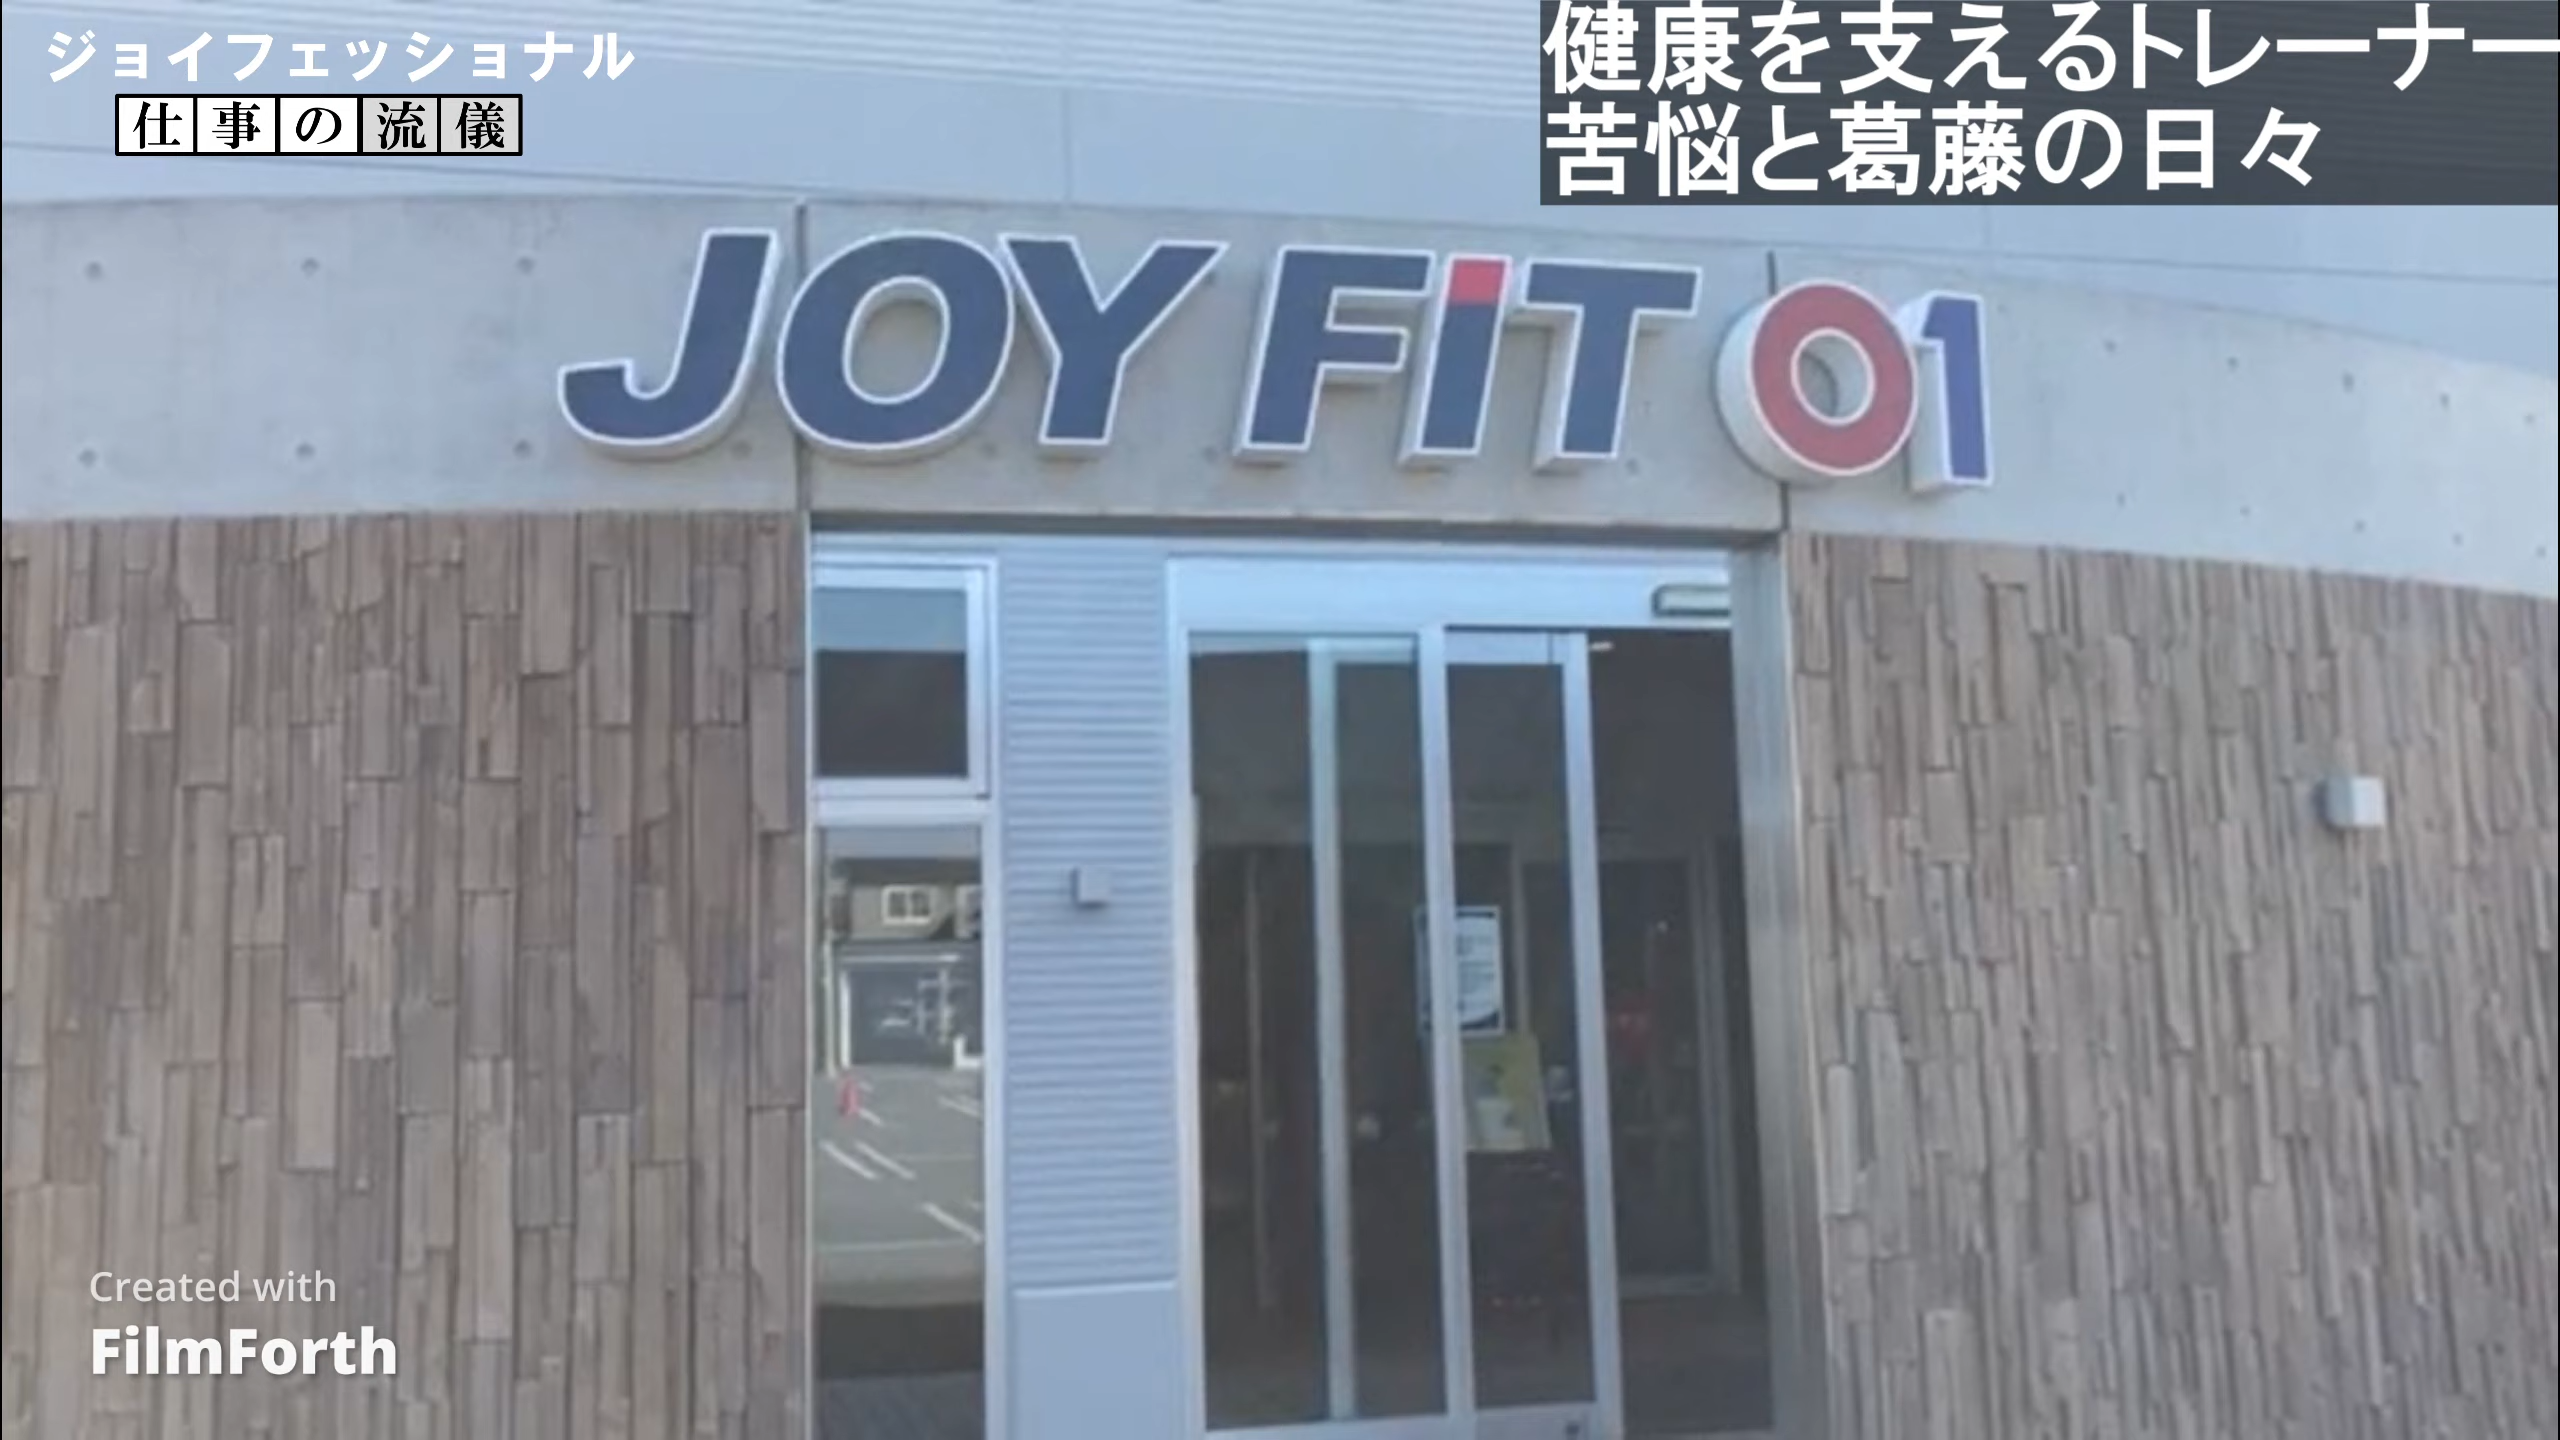 ジョイフェッショナル
仕事の流儀
健康を支えるトレーナー
苦悩と葛藤の日々
JOY FiT 01
Created with
FilmForth